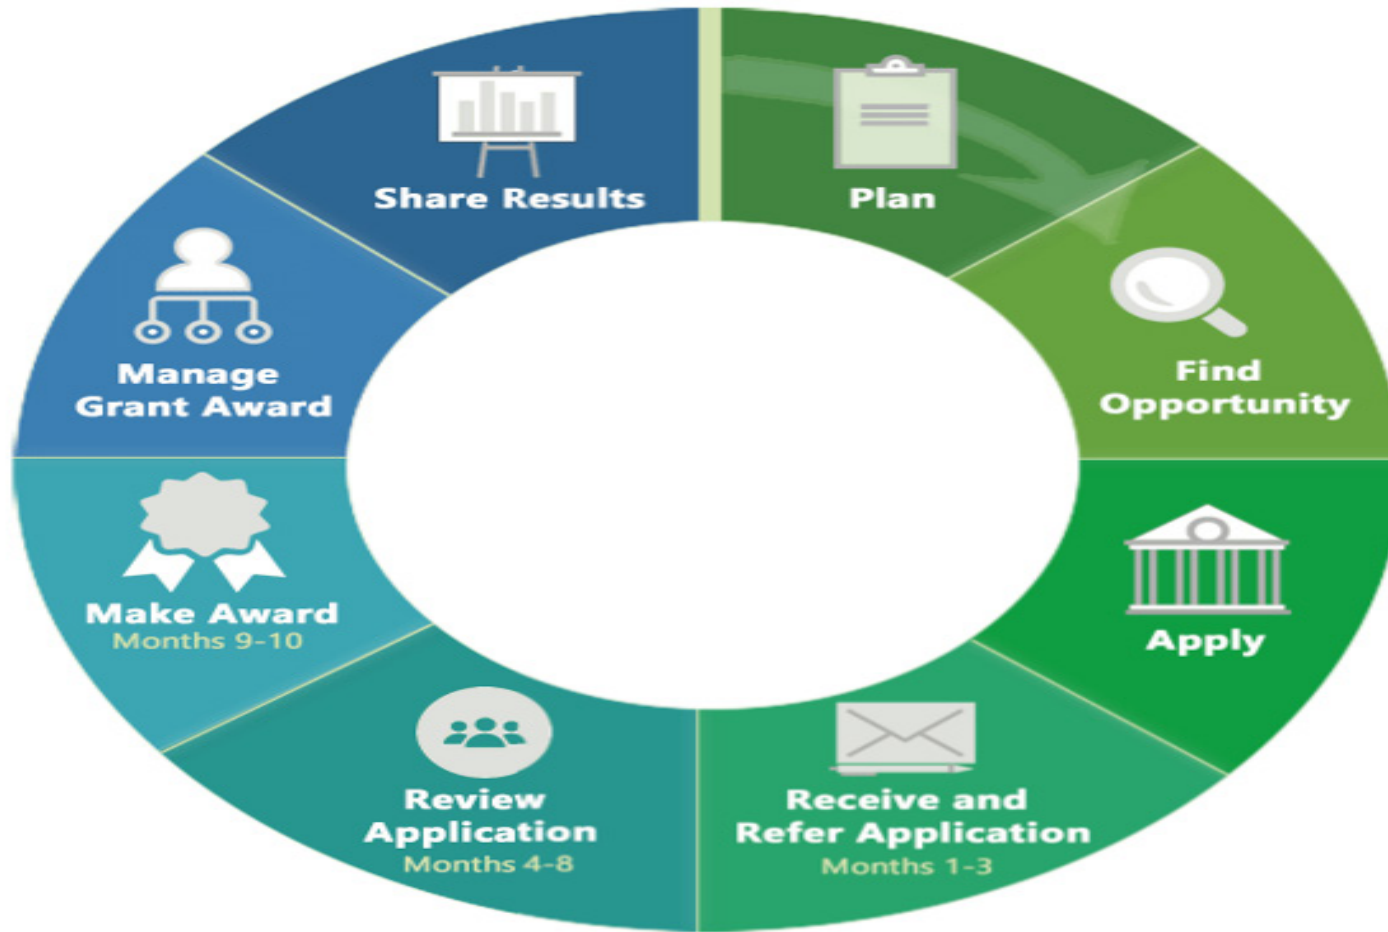 Plan
Find
Opportunity
Apply
Receive and
Refer Application
Months 1-3
Review
Application
Months 4-8
Make Award
Months 9-10
Manage
Grant Award
Share Results